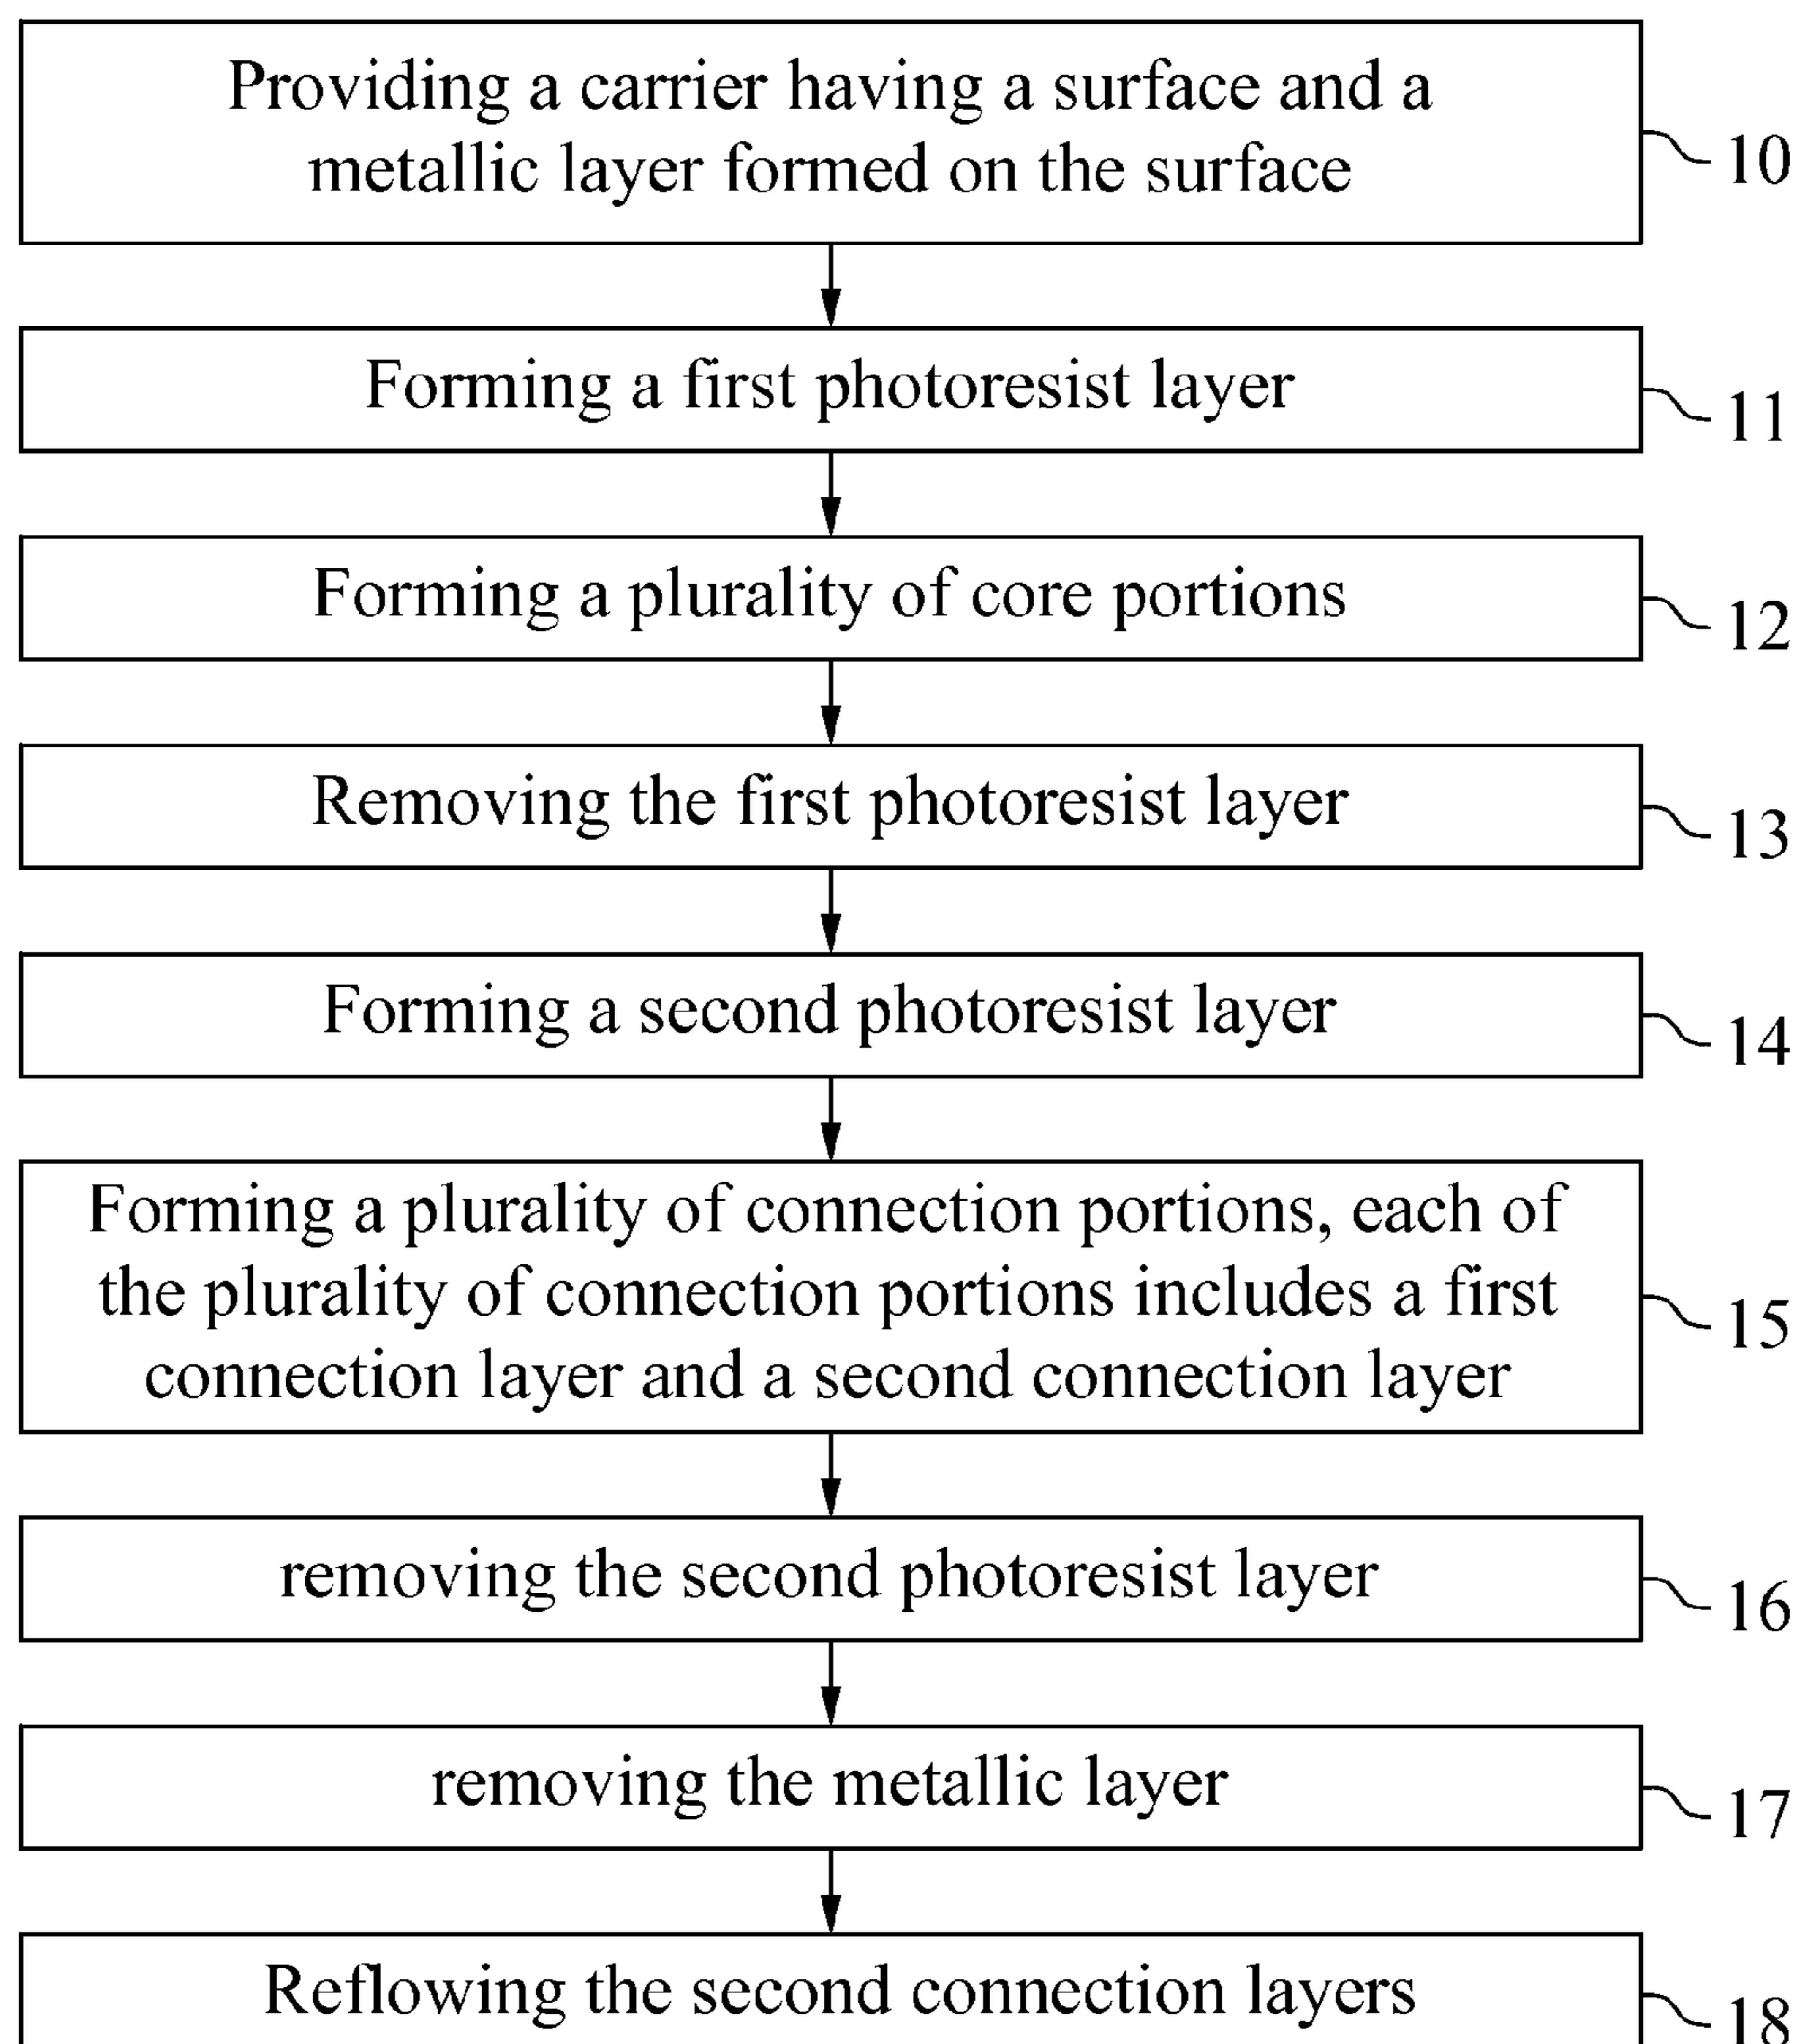 Providing a carrier having a surface and a
metallic layer formed on the surface
10
Forming a first photoresist layer
11
Forming a plurality of core portions
12
Removing the first photoresist layer
13
Forming a second photoresist layer
14
Forming a plurality of connection portions, each of
the plurality of connection portions includes a first
connection layer and a second connection layer
15
removing the second photoresist layer
16
removing the metallic layer
17
Reflowing the second connection layers
18